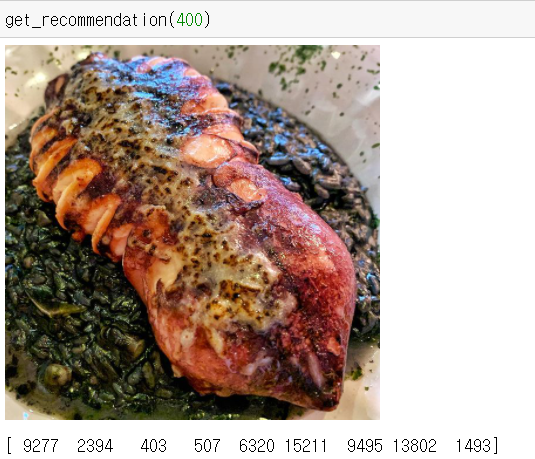 get_recommendation(400)
[ 9277 2394 403 507 6320 15211 9495 13802 1493]